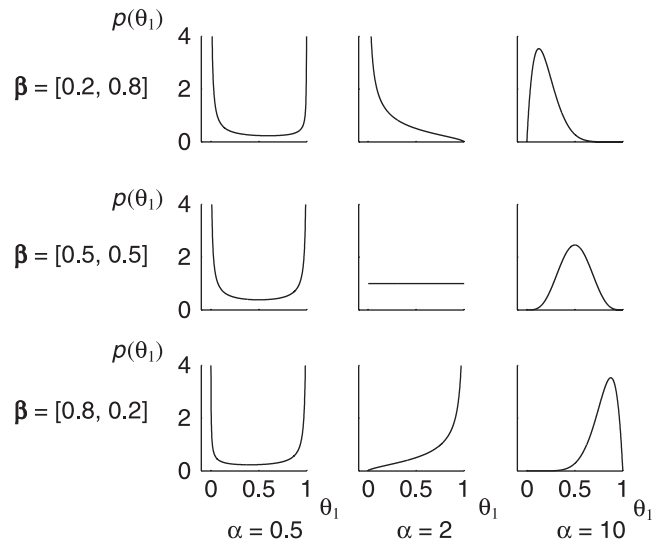 p(θ₁)
4
β = [0.2, 0.8]
2
0
p(θ₁)
4
β = [0.5, 0.5]
2
0
p(θ₁)
4
β = [0.8, 0.2]
2
0
0 0.5 1 0 0.5 1 0 0.5 1
θ₁ θ₁ θ₁
α = 0.5 α = 2 α = 10